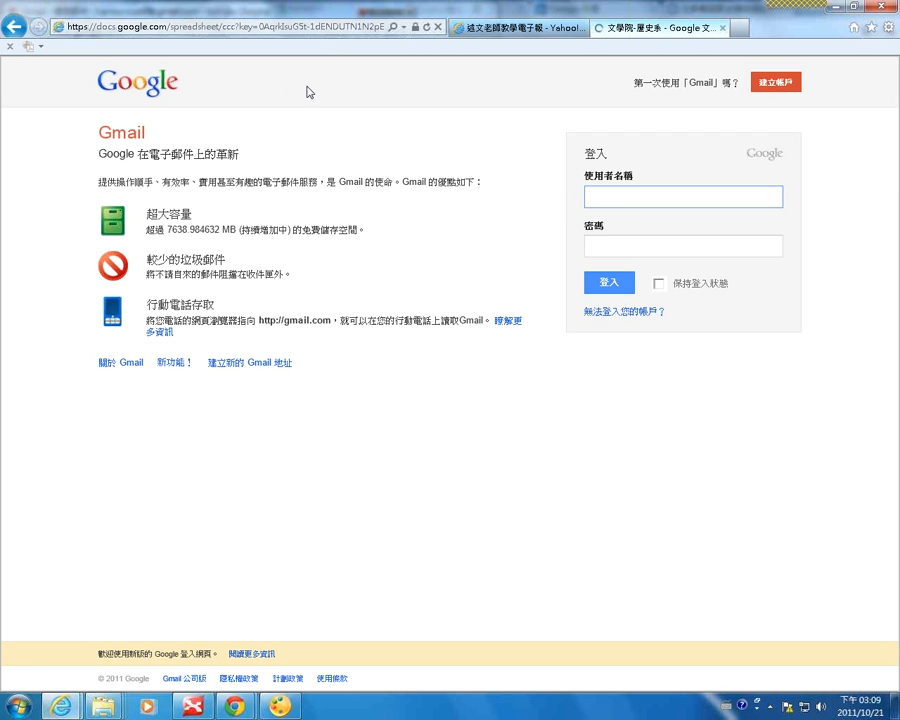 https://docs.google.com/spreadsheet/ccc?key=0AqrkIsuG5t-1dENDUTN1N2pE
這文老師教學電子報 - Yahoo!...
文學院-歷史系 - Google 文...
Google
第一次使用「Gmail」嗎？
建立帳戶
Gmail
Google 在電子郵件上的革新
提供操作順手、有效率、實用甚至有趣的電子郵件服務，是 Gmail 的使命。Gmail 的優點如下：
超大容量
超過 7638.984632 MB (持續增加中) 的免費儲存空間。
較少的垃圾郵件
將不請自來的郵件阻擋在收件匣外。
行動電話存取
將您電話的網頁瀏覽器指向 http://gmail.com，就可以在您的行動電話上讀取Gmail。 瞭解更
多資訊
關於 Gmail 新功能！ 建立新的 Gmail 地址
登入 Google
使用者名稱
密碼
登入 保持登入狀態
無法登入您的帳戶？
歡迎使用新版的 Google 登入網頁。 閱讀更多資訊
© 2011 Google Gmail 公司版 隱私權政策 計劃政策 使用條款
下午 03:09
2011/10/21